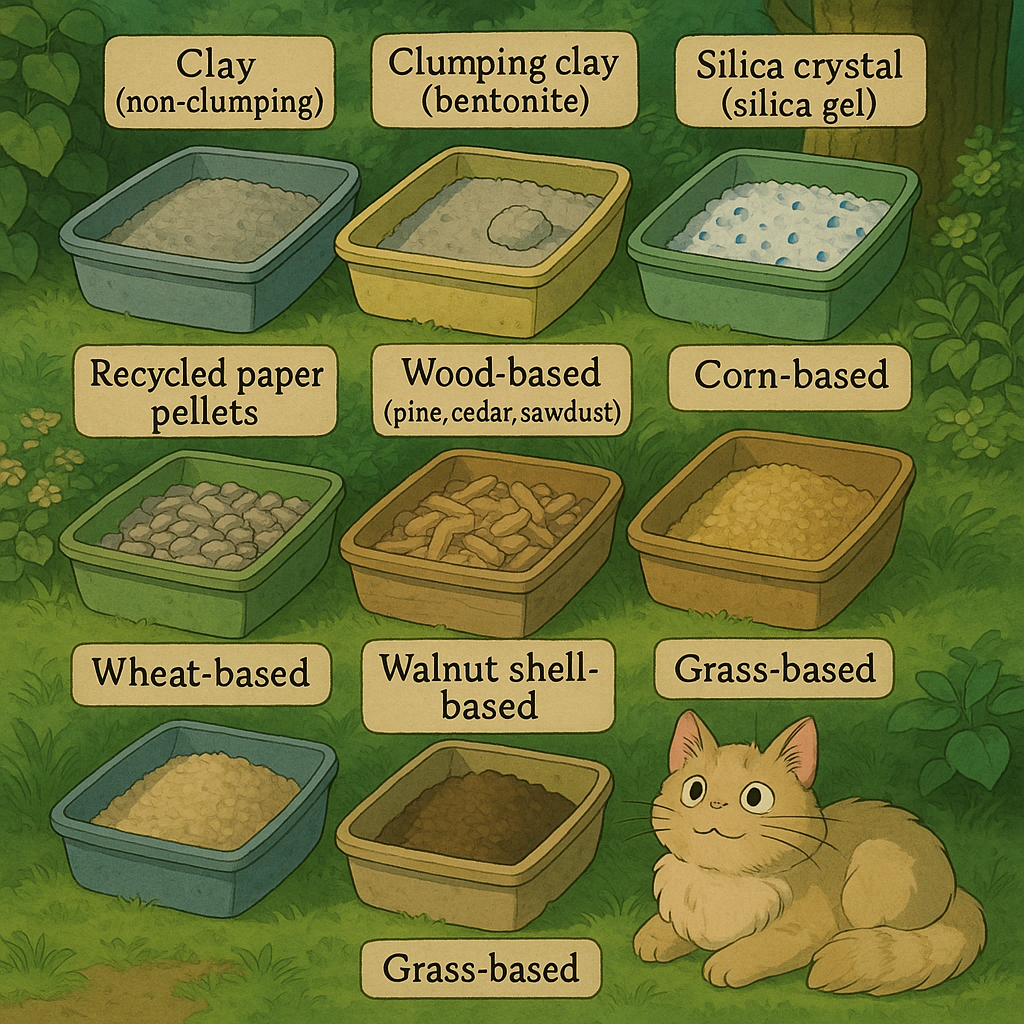 Clay
(non-clumping)
Clumping clay
(bentonite)
Silica crystal
(silica gel)
Recycled paper
pellets
Wood-based
(pine, cedar, sawdust)
Corn-based
Wheat-based
Walnut shell-
based
Grass-based
Grass-based